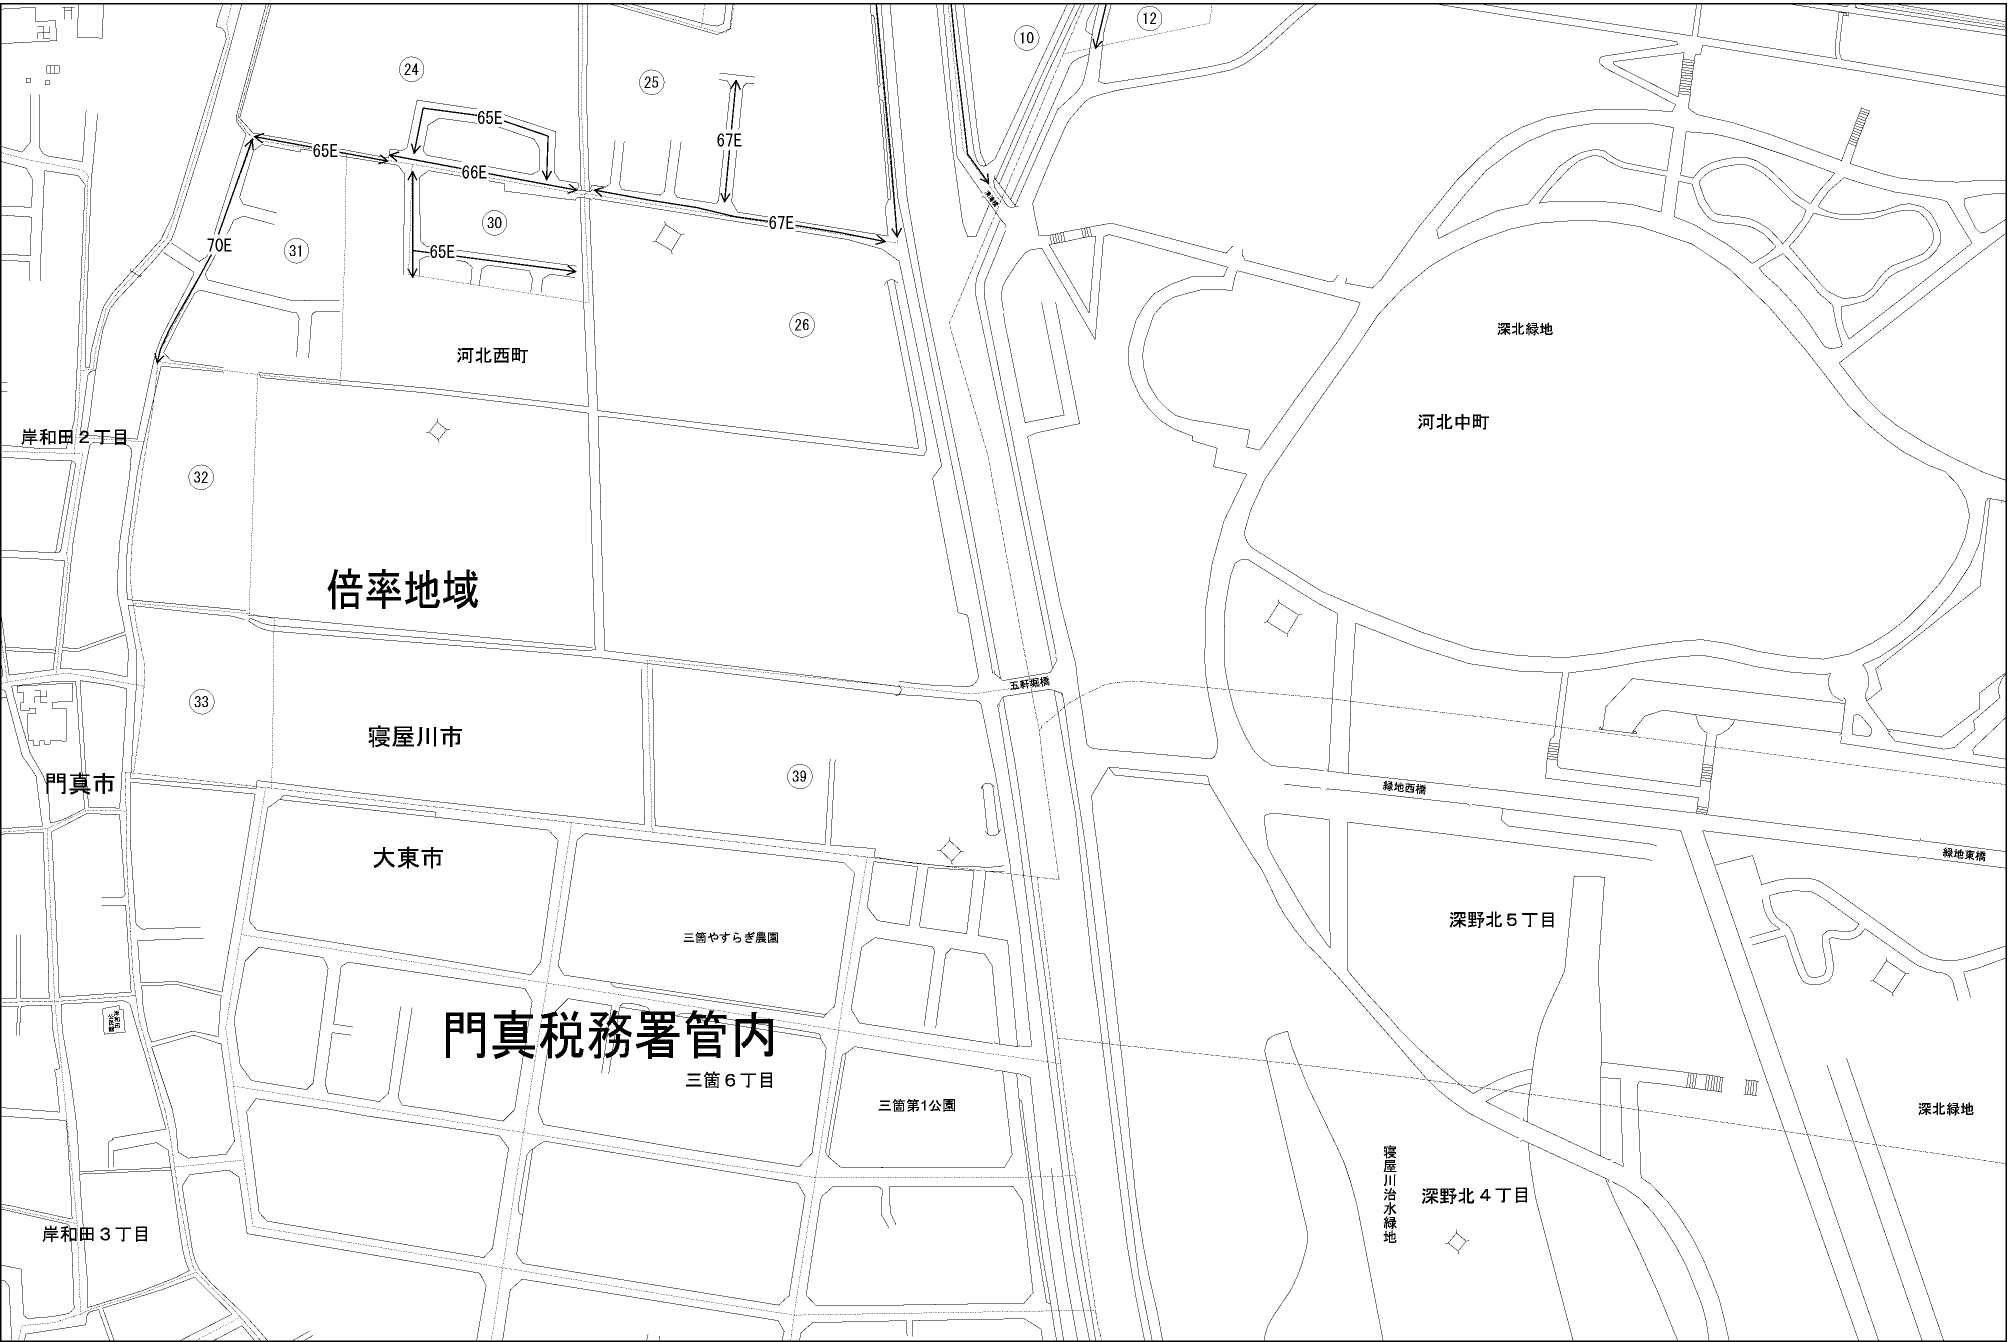 10
12
24
25
65E
67E
65E
66E
30
67E
31
70E
65E
26
深北緑地
河北西町
河北中町
岸和田2丁目
32
倍率地域
五軒堀橋
33
寝屋川市
39
門真市
緑地西橋
大東市
緑地東橋
深野北5丁目
三箇やすらぎ農園
岸和田
公民館
門真税務署管内
三箇6丁目
三箇第1公園
深北緑地
寝屋川治水緑地
深野北4丁目
岸和田3丁目